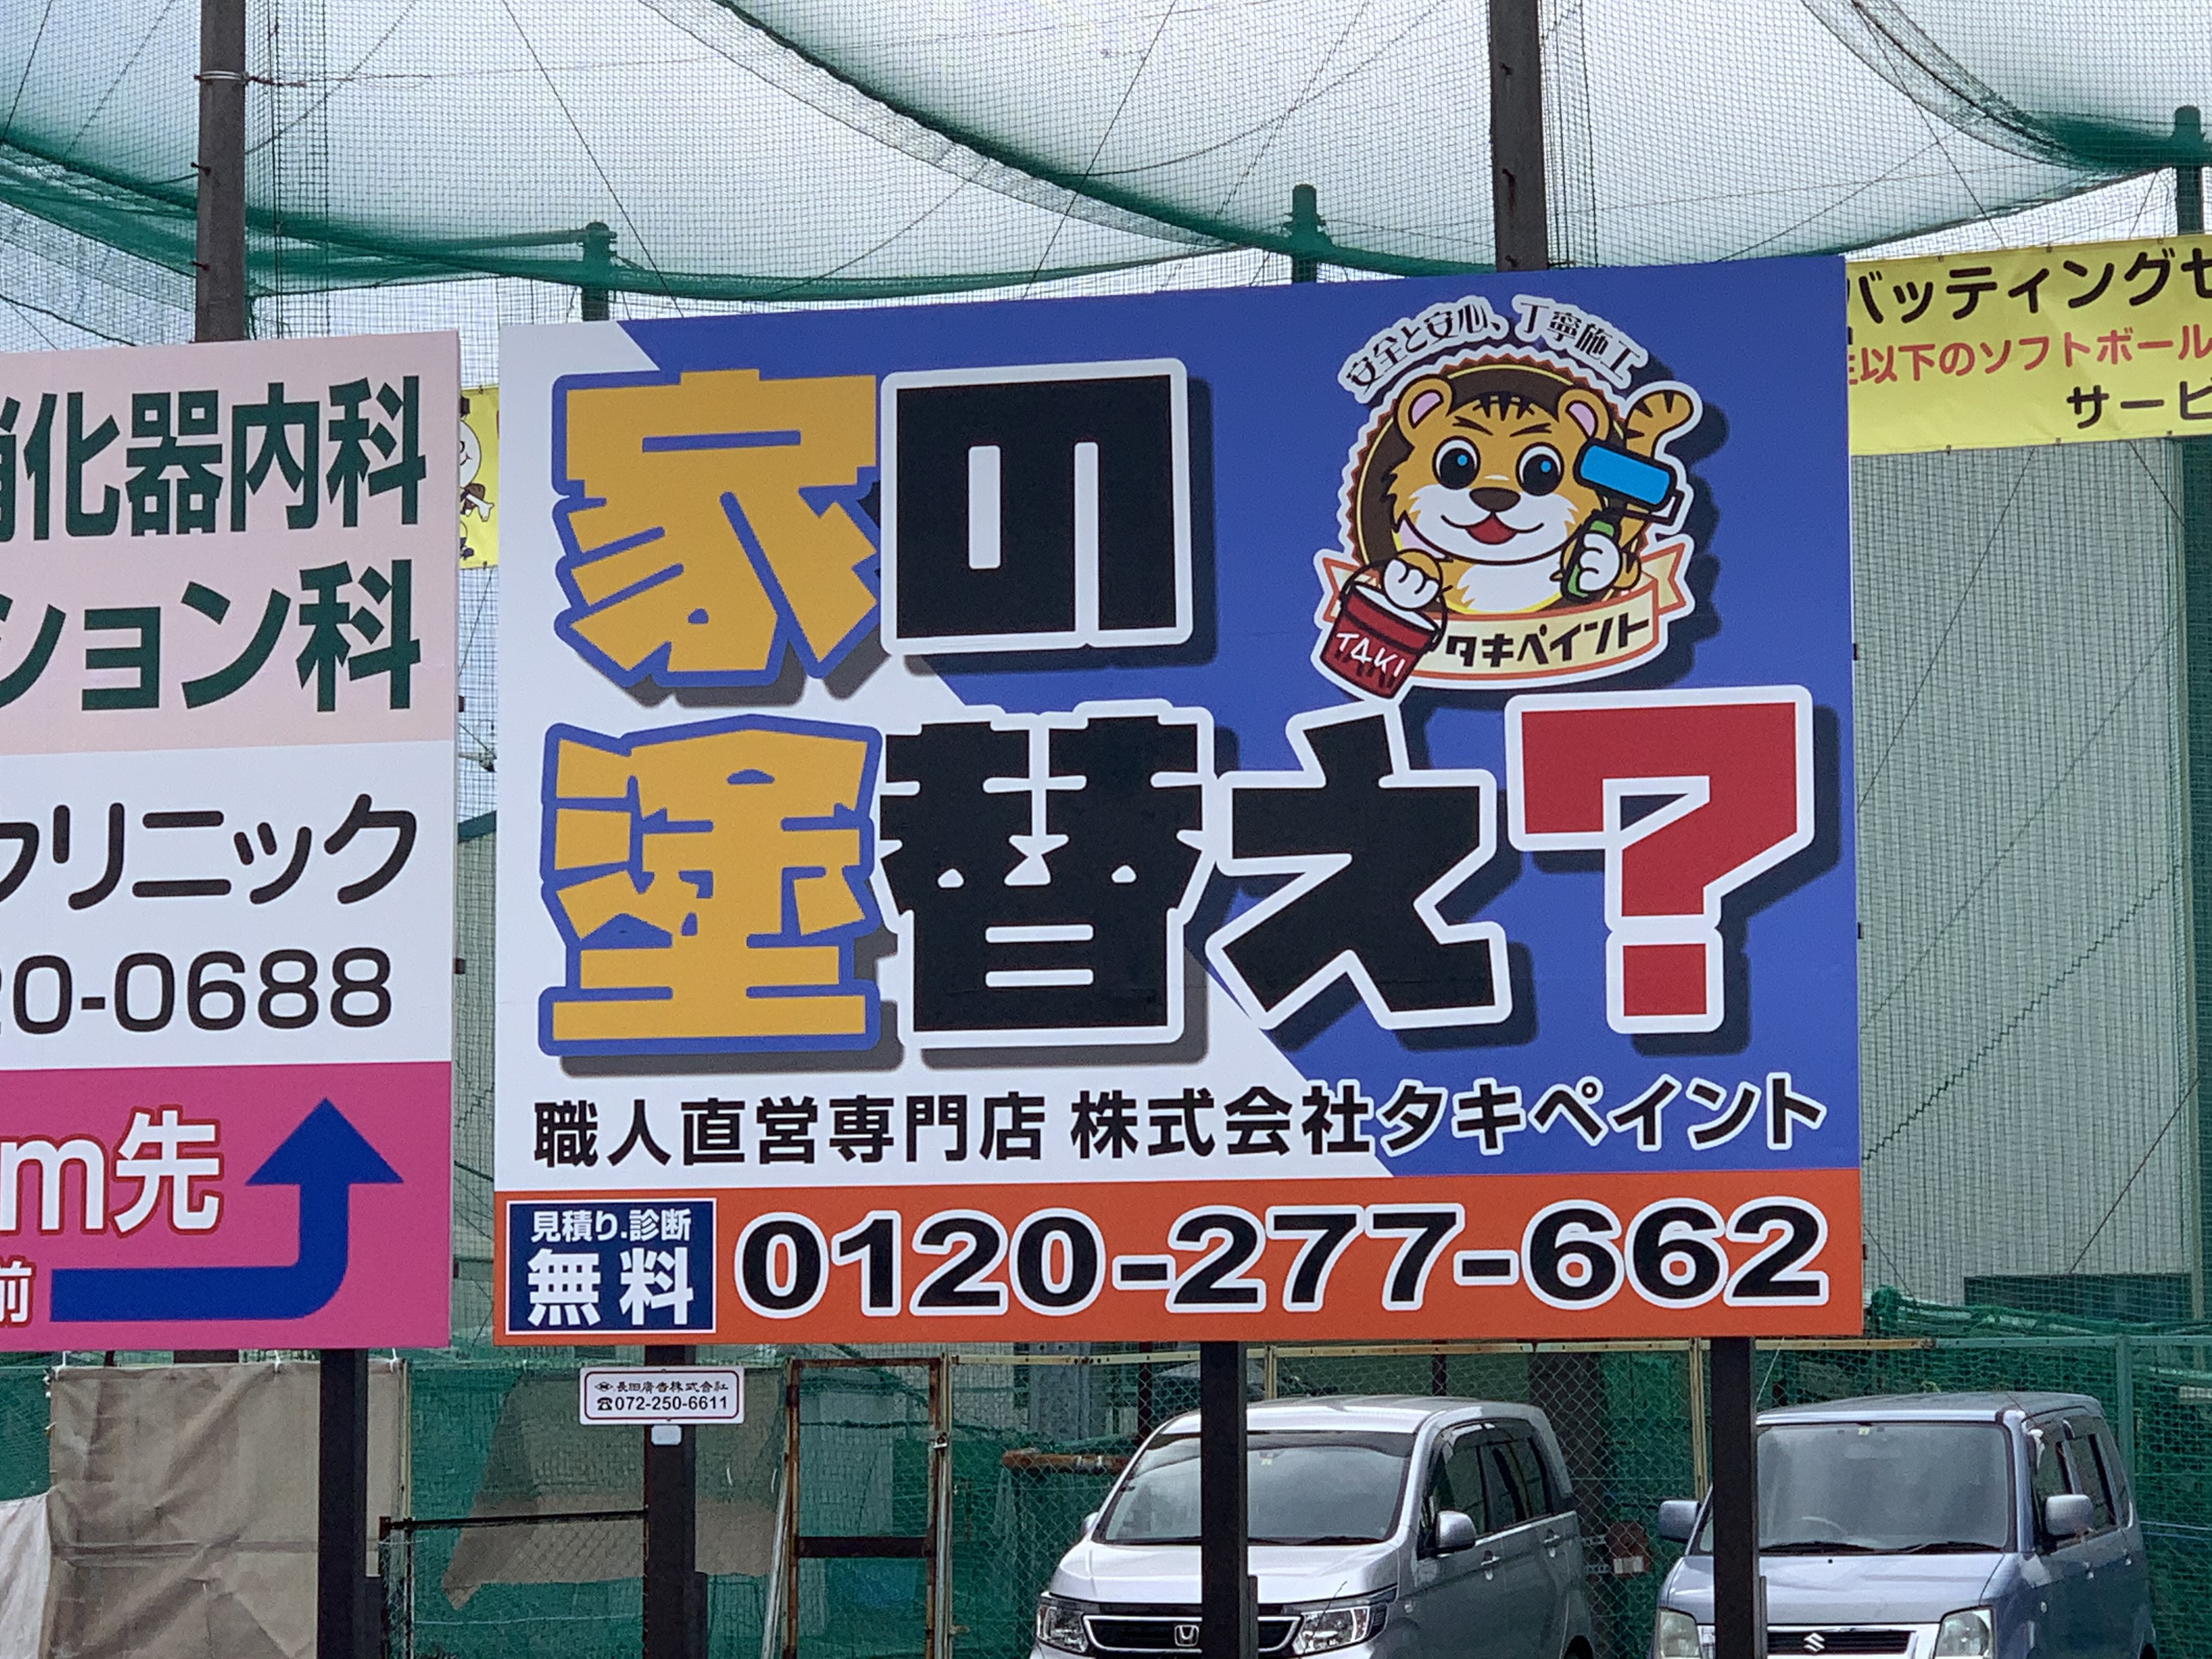 消化器内科
ション科
クリニック
20-0688
m先
前
家の
塗替え?
安全と安心、丁寧施工
TAKI
タキペイント
職人直営専門店 株式会社タキペイント
見積り.診断
無料
0120-277-662
長田廣告株式会社
☎072-250-6611
バッティングセ
以下のソフトボール
サービ